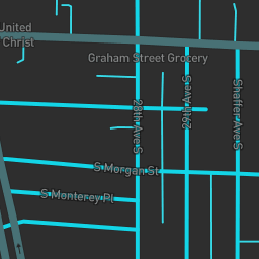 United
Christ
Graham Street Grocery
28th Ave S
29th Ave S
Shaffer Ave S
S Morgan St
S Monterey Pl